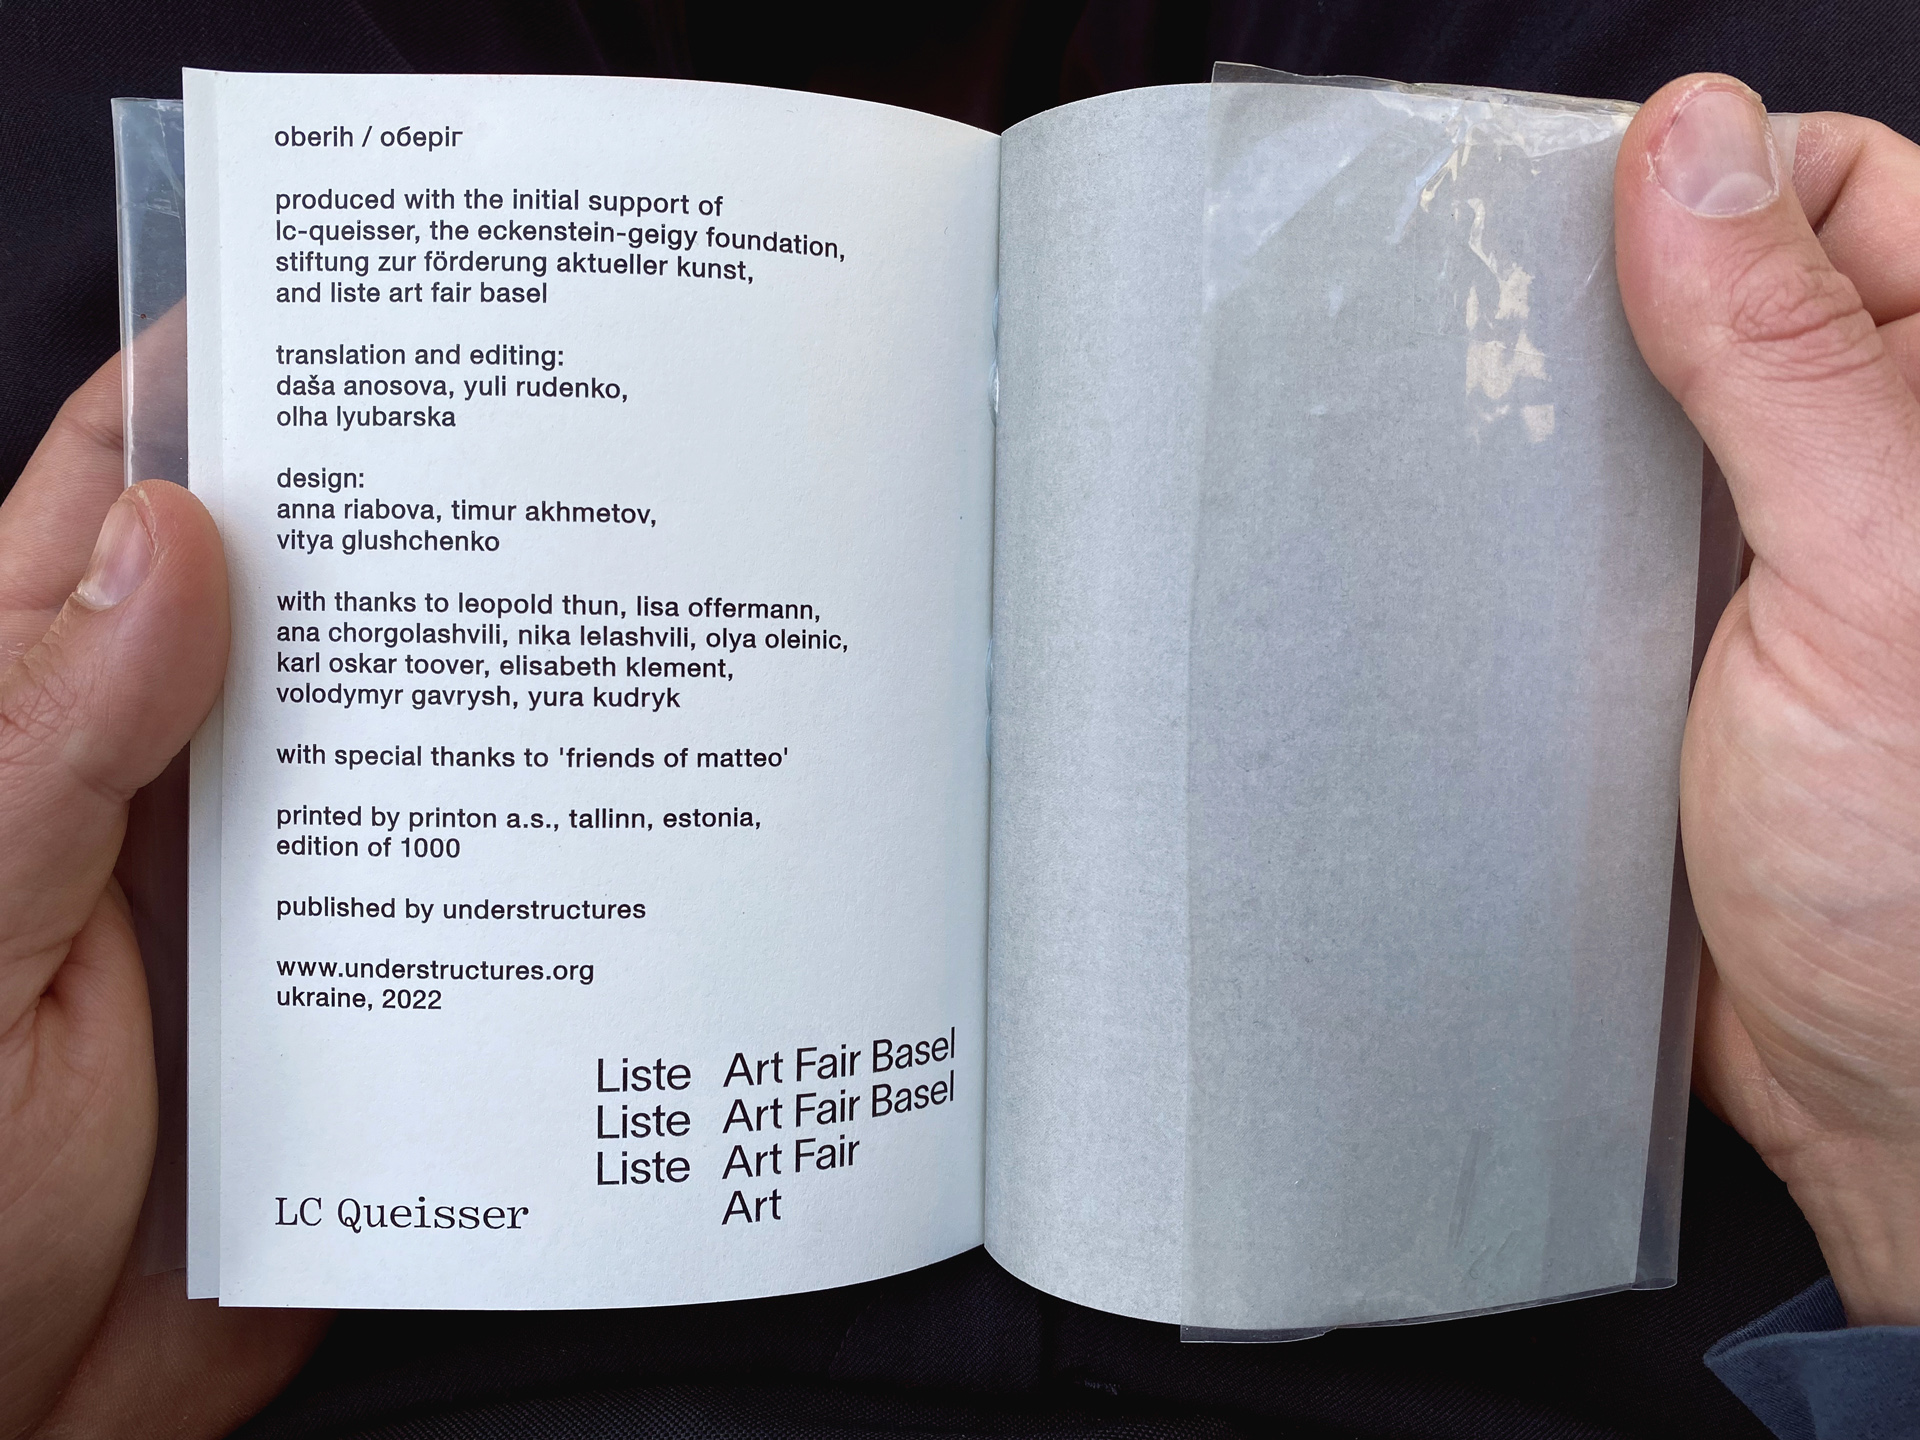 oberih / оберіг
produced with the initial support of
lc-queisser, the eckenstein-geigy foundation,
stiftung zur förderung aktueller kunst,
and liste art fair basel
translation and editing:
daša anosova, yuli rudenko,
olha lyubarska
design:
anna riabova, timur akhmetov,
vitya glushchenko
with thanks to leopold thun, lisa offermann,
ana chorgolashvili, nika lelashvili, olya oleinic,
karl oskar toover, elisabeth klement,
volodymyr gavrysh, yura kudryk
with special thanks to 'friends of matteo'
printed by printon a.s., tallinn, estonia,
edition of 1000
published by understructures
www.understructures.org
ukraine, 2022
Liste Art Fair Basel
Liste Art Fair Basel
Liste Art Fair
Art
LC Queisser